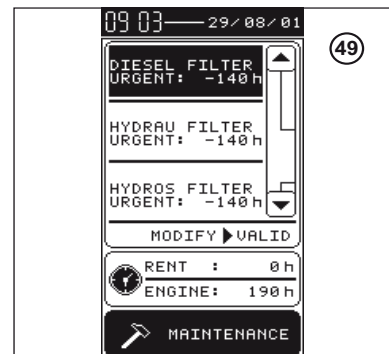 09 03 29/08/01
49
DIESEL FILTER
URGENT: -140 h
HYDRAU FILTER
URGENT: -140 h
HYDROS FILTER
URGENT: -140 h
MODIFY ▶ VALID
RENT : 0 h
ENGINE: 190 h
MAINTENANCE